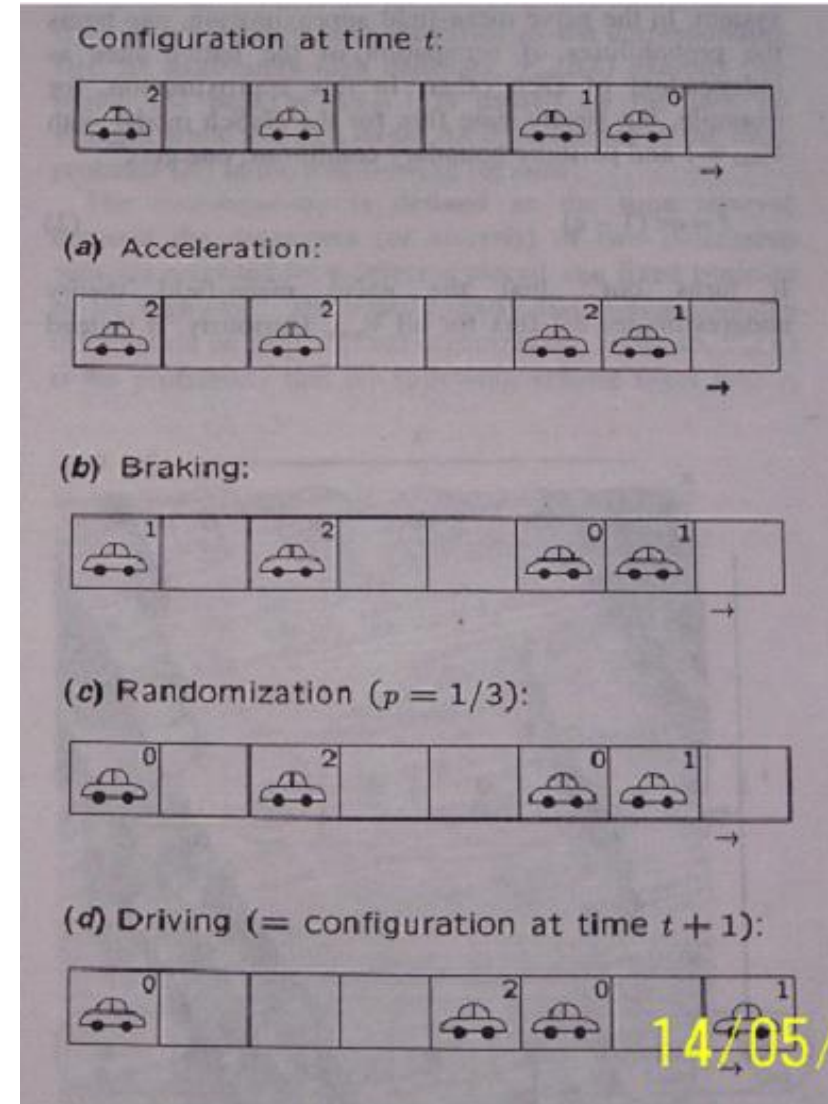 Configuration at time t:
2 1 1 0
→
(a) Acceleration:
2 2 2 1
→
(b) Braking:
1 2 0 1
→
(c) Randomization (p = 1/3):
0 2 0 1
→
(d) Driving (= configuration at time t + 1):
0 2 0 1
→
14/05/